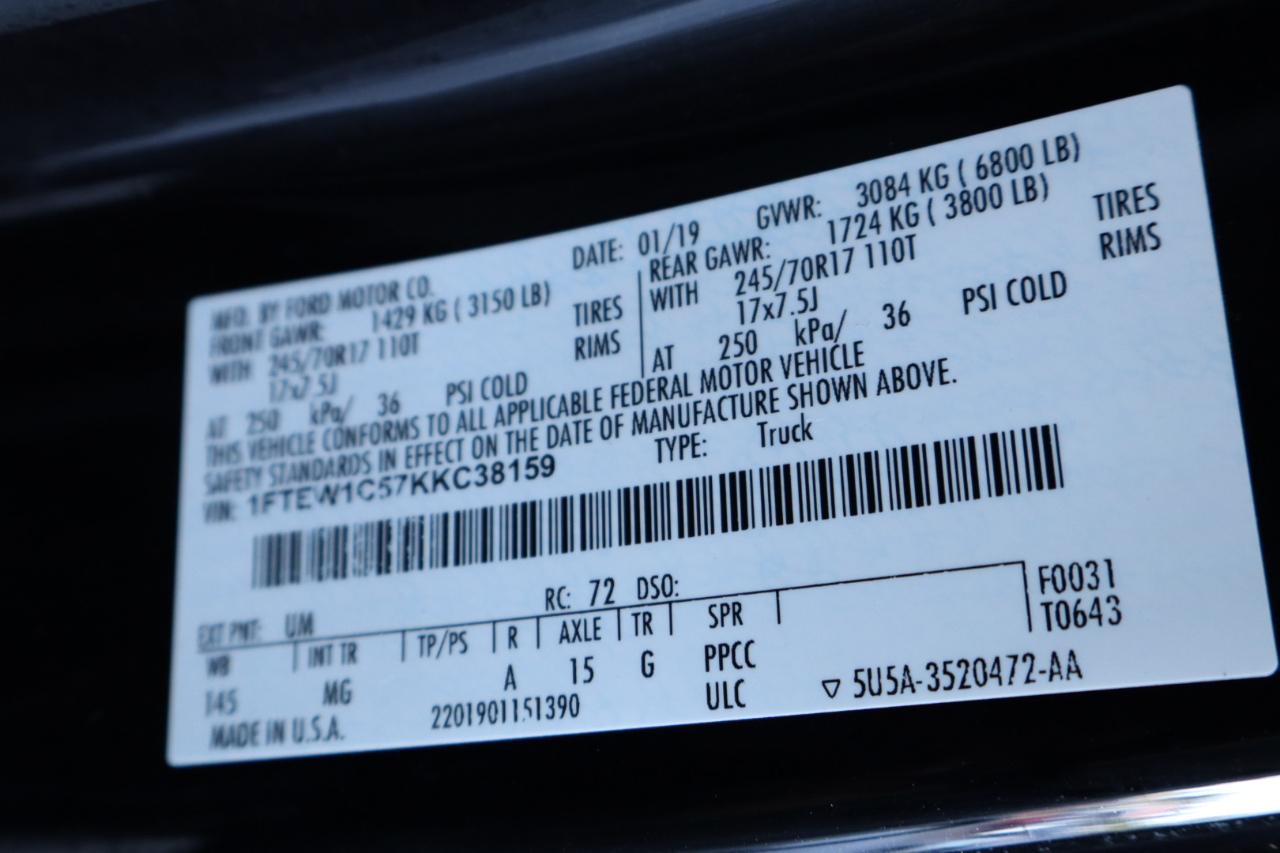 MFD. BY FORD MOTOR CO. DATE: 01/19 GVWR: 3084 KG ( 6800 LB)
FRONT GAWR: 1429 KG ( 3150 LB) REAR GAWR: 1724 KG ( 3800 LB)
WITH 245/70R17 110T TIRES WITH 245/70R17 110T TIRES
17x7.5J RIMS 17x7.5J RIMS
AT 250 kPa/ 36 PSI COLD AT 250 kPa/ 36 PSI COLD
THIS VEHICLE CONFORMS TO ALL APPLICABLE FEDERAL MOTOR VEHICLE
SAFETY STANDARDS IN EFFECT ON THE DATE OF MANUFACTURE SHOWN ABOVE.
VIN: 1FTEW1C57KKC38159 TYPE: Truck
F0031
EXT PNT: UM RC: 72 DSO: T0643
WB INT TR TP/PS R AXLE TR SPR
145 MG A 15 G PPCC
MADE IN U.S.A. 2201901151390 ULC ▽ 5U5A-3520472-AA